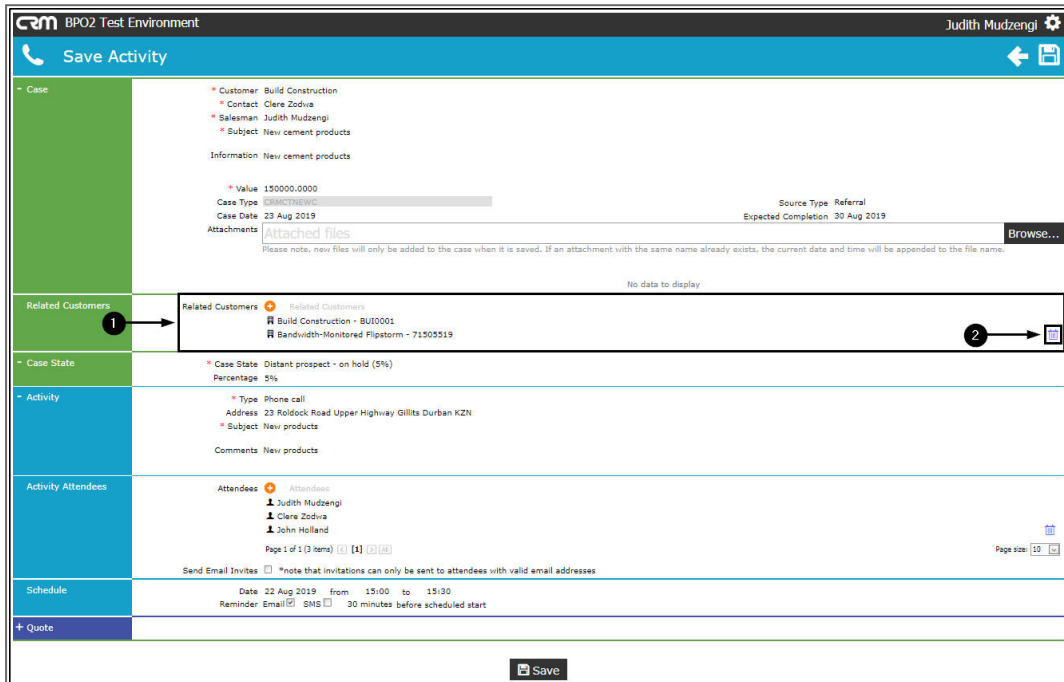 CRM BPO2 Test Environment Judith Mudzengi
Save Activity
- Case
* Customer Build Construction
* Contact Clere Zodwa
* Salesman Judith Mudzengi
* Subject New cement products
Information New cement products
* Value 150000.0000
Case Type CRMCTNEWC Source Type Referral
Case Date 23 Aug 2019 Expected Completion 30 Aug 2019
Attachments Attached files Browse...
Please note, new files will only be added to the case when it is saved. If an attachment with the same name already exists, the current date and time will be appended to the file name.
No data to display
Related Customers Related Customers Related Customers
1 Build Construction - BUI0001
Bandwidth-Monitored Flipstorm - 71505519 2
- Case State * Case State Distant prospect - on hold (5%)
Percentage 5%
- Activity * Type Phone call
Address 23 Roldock Road Upper Highway Gillits Durban KZN
* Subject New products
Comments New products
Activity Attendees Attendees Attendees
Judith Mudzengi
Clere Zodwa
John Holland
Page 1 of 1 (3 items) < [1] > All Page size: 10
Send Email Invites *note that invitations can only be sent to attendees with valid email addresses
Schedule Date 22 Aug 2019 from 15:00 to 15:30
Reminder Email SMS 30 minutes before scheduled start
+ Quote
Save